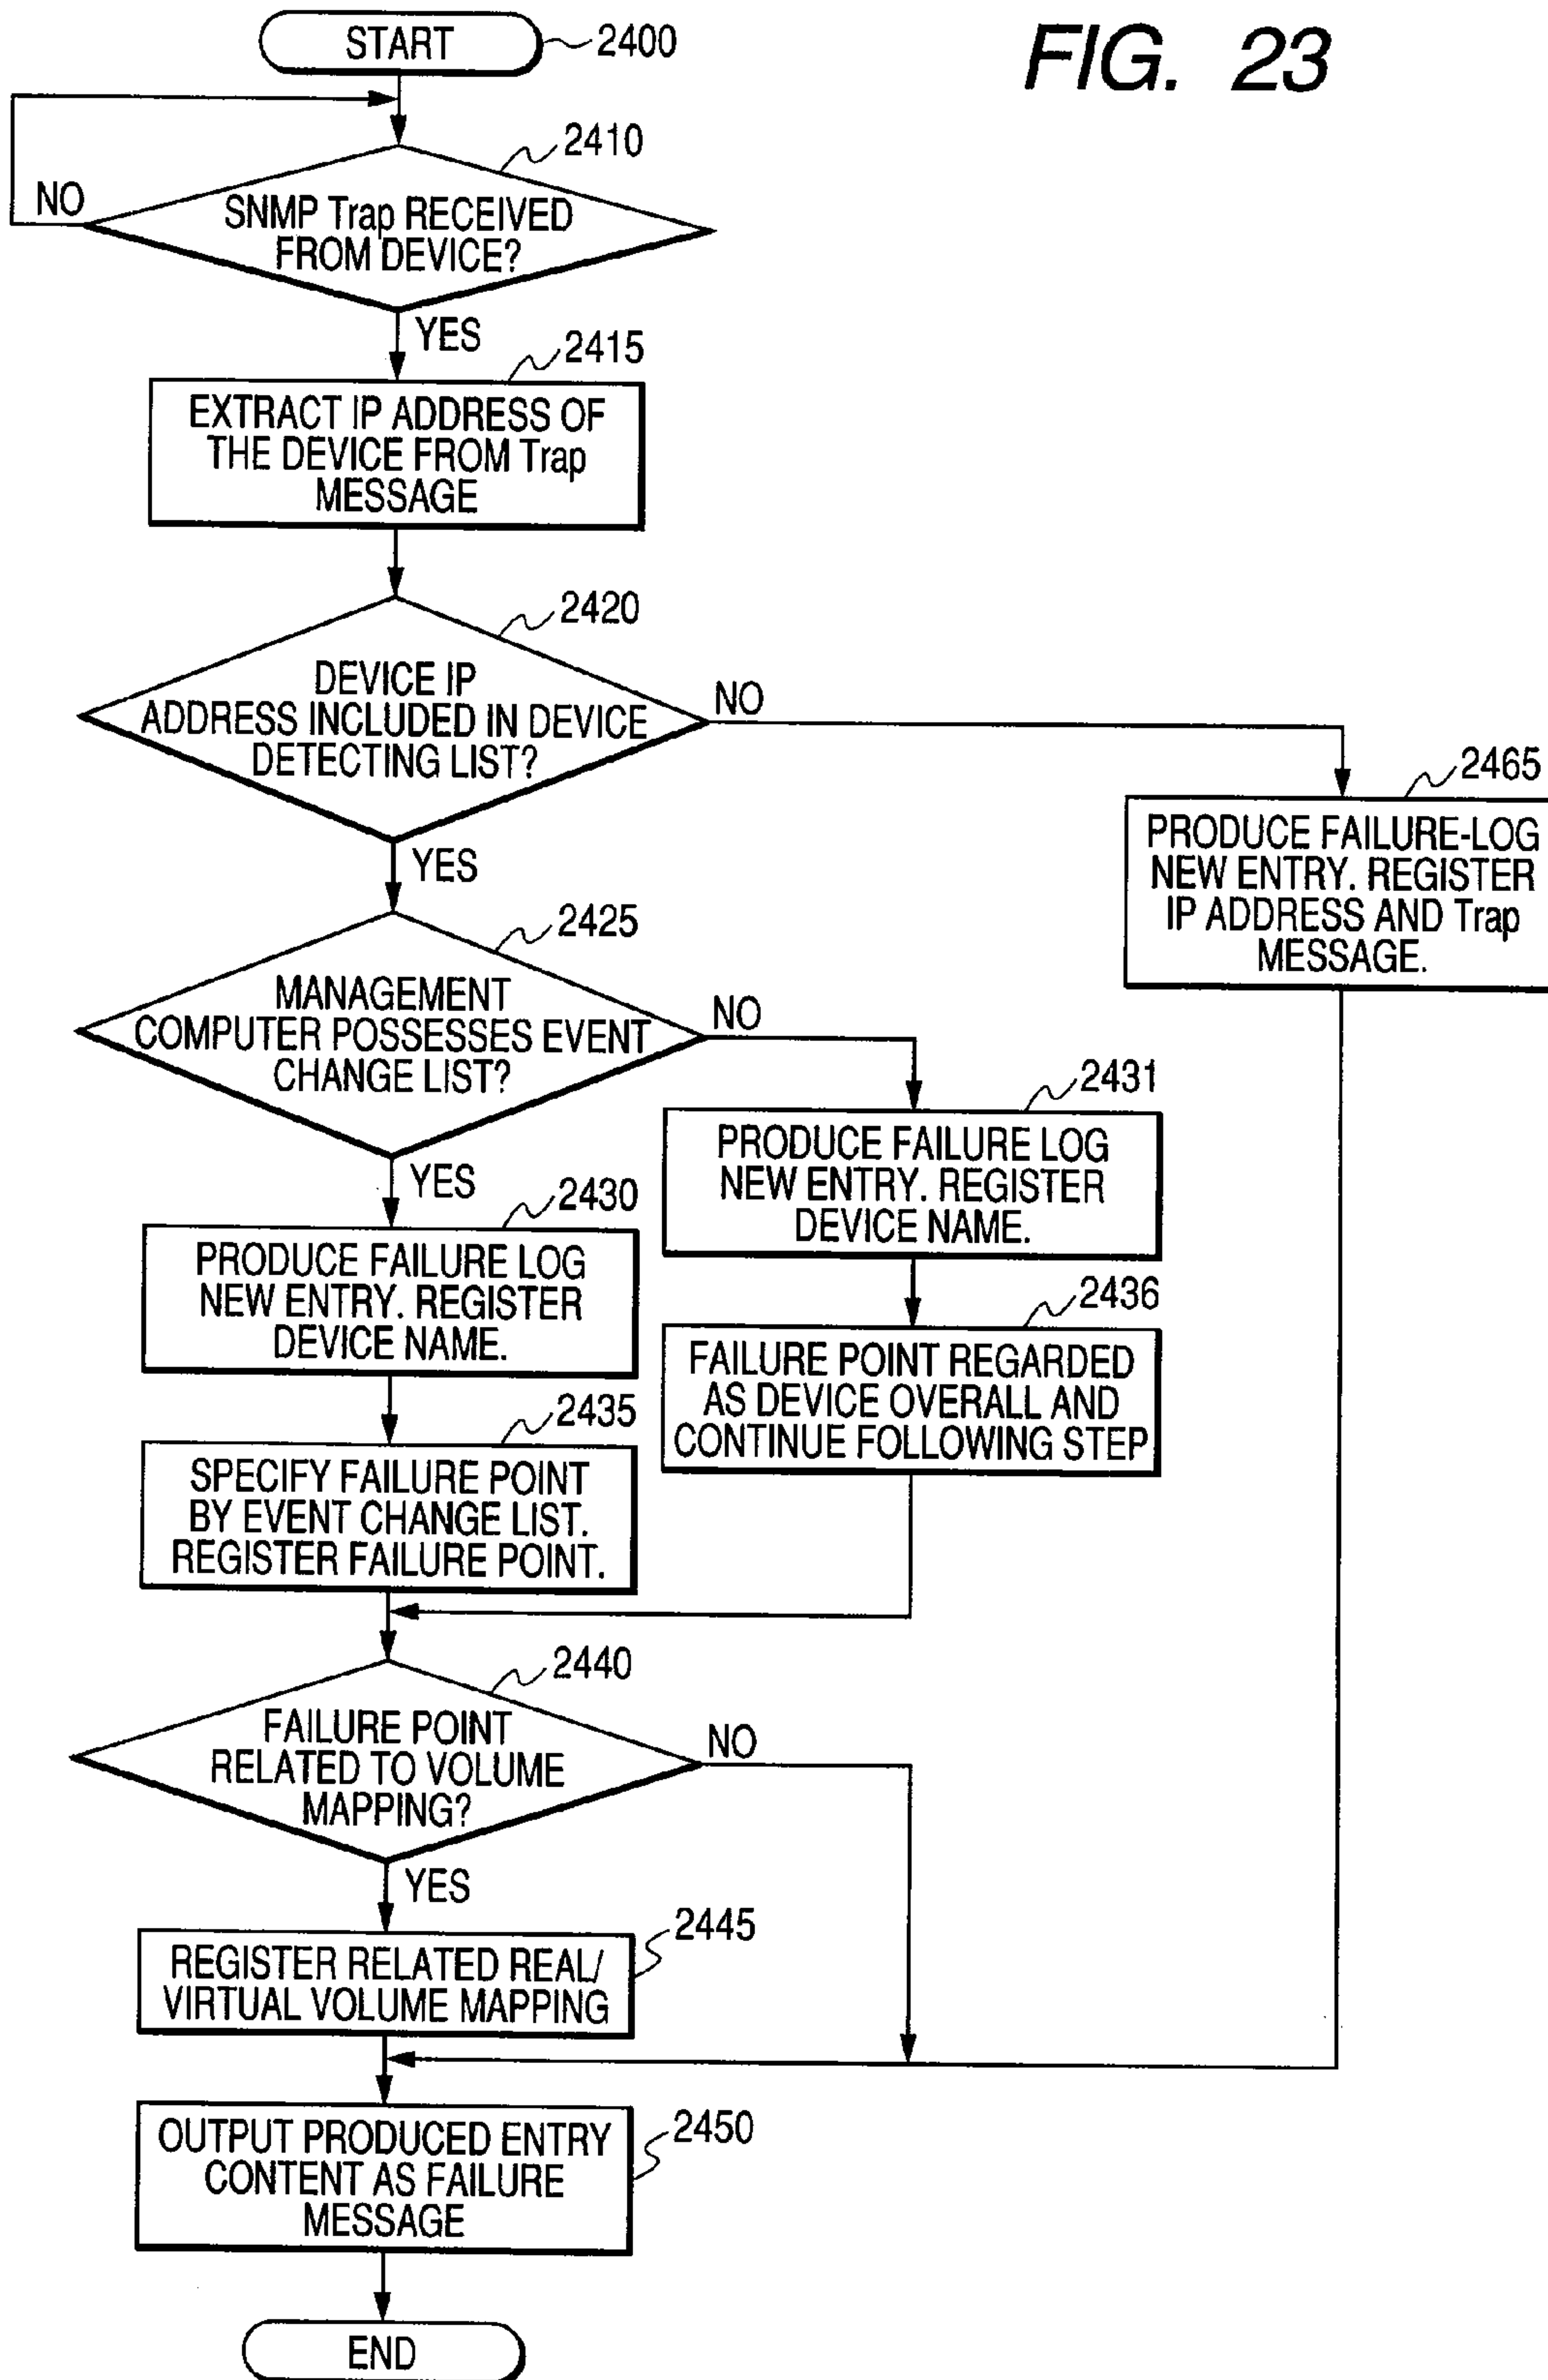 FIG. 23
START
2400
2410
NO
SNMP Trap RECEIVED
FROM DEVICE?
YES
2415
EXTRACT IP ADDRESS OF
THE DEVICE FROM Trap
MESSAGE
2420
DEVICE IP
ADDRESS INCLUDED IN DEVICE
DETECTING LIST?
NO
2465
PRODUCE FAILURE-LOG
NEW ENTRY. REGISTER
IP ADDRESS AND Trap
MESSAGE.
YES
2425
MANAGEMENT
COMPUTER POSSESSES EVENT
CHANGE LIST?
NO
2431
PRODUCE FAILURE LOG
NEW ENTRY. REGISTER
DEVICE NAME.
YES
2430
PRODUCE FAILURE LOG
NEW ENTRY. REGISTER
DEVICE NAME.
2436
FAILURE POINT REGARDED
AS DEVICE OVERALL AND
CONTINUE FOLLOWING STEP
2435
SPECIFY FAILURE POINT
BY EVENT CHANGE LIST.
REGISTER FAILURE POINT.
2440
FAILURE POINT
RELATED TO VOLUME
MAPPING?
NO
YES
2445
REGISTER RELATED REAL/
VIRTUAL VOLUME MAPPING
2450
OUTPUT PRODUCED ENTRY
CONTENT AS FAILURE
MESSAGE
END